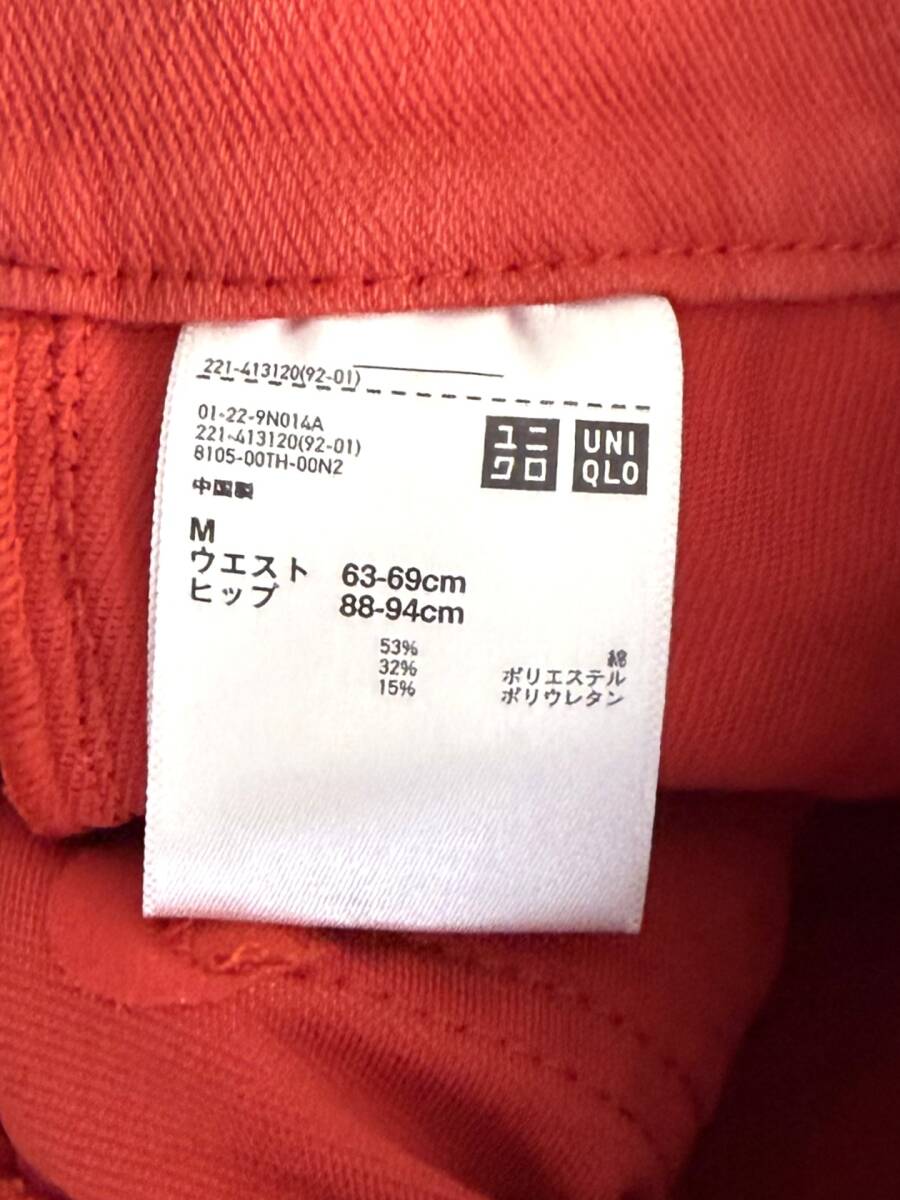 221-413120(92-01)
01-22-9N014A
221-413120(92-01)
8105-00TH-00N2
中国製
ユニ
クロ
UNI
QLO
M
ウエスト 63-69cm
ヒップ 88-94cm
53% 綿
32% ポリエステル
15% ポリウレタン